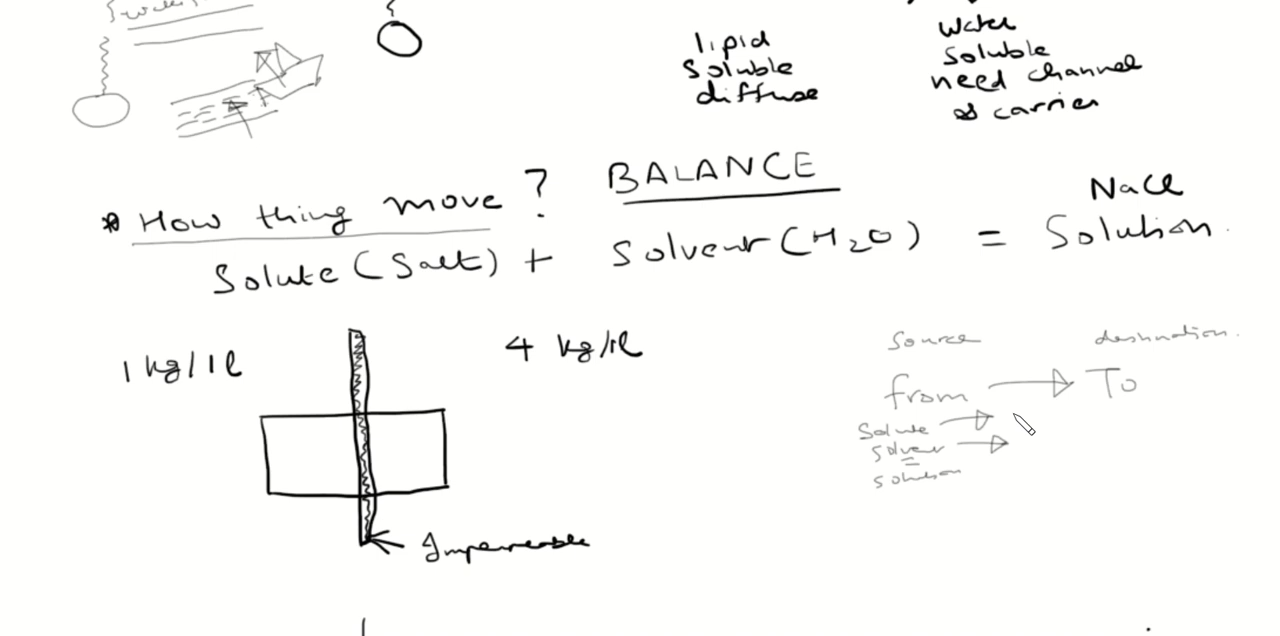 lipid
soluble
diffuse
water
soluble
need channel
& carrier
* How thing move ? BALANCE
NaCl
Solute (Salt) + Solvent (H2O) = Solution
1 kg/1l
4 kg/1l
Source destination.
from → To
Solute →
Solvent →
=
solution
Impermeable